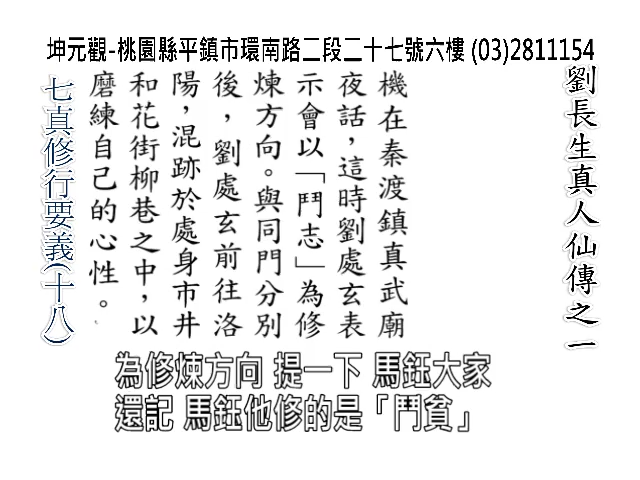 坤元觀-桃園縣平鎮市環南路二段二十七號六樓 (03)2811154
劉長生真人仙傳之一
機在秦渡鎮真武廟
夜話，這時劉處玄表
示會以「鬥志」為修
煉方向。與同門分別
後，劉處玄前往洛
陽，混跡於處身市井
和花街柳巷之中，以
磨練自己的心性。
七真修行要義(十八)
為修煉方向 提一下 馬鈺大家
還記 馬鈺他修的是「鬥貧」